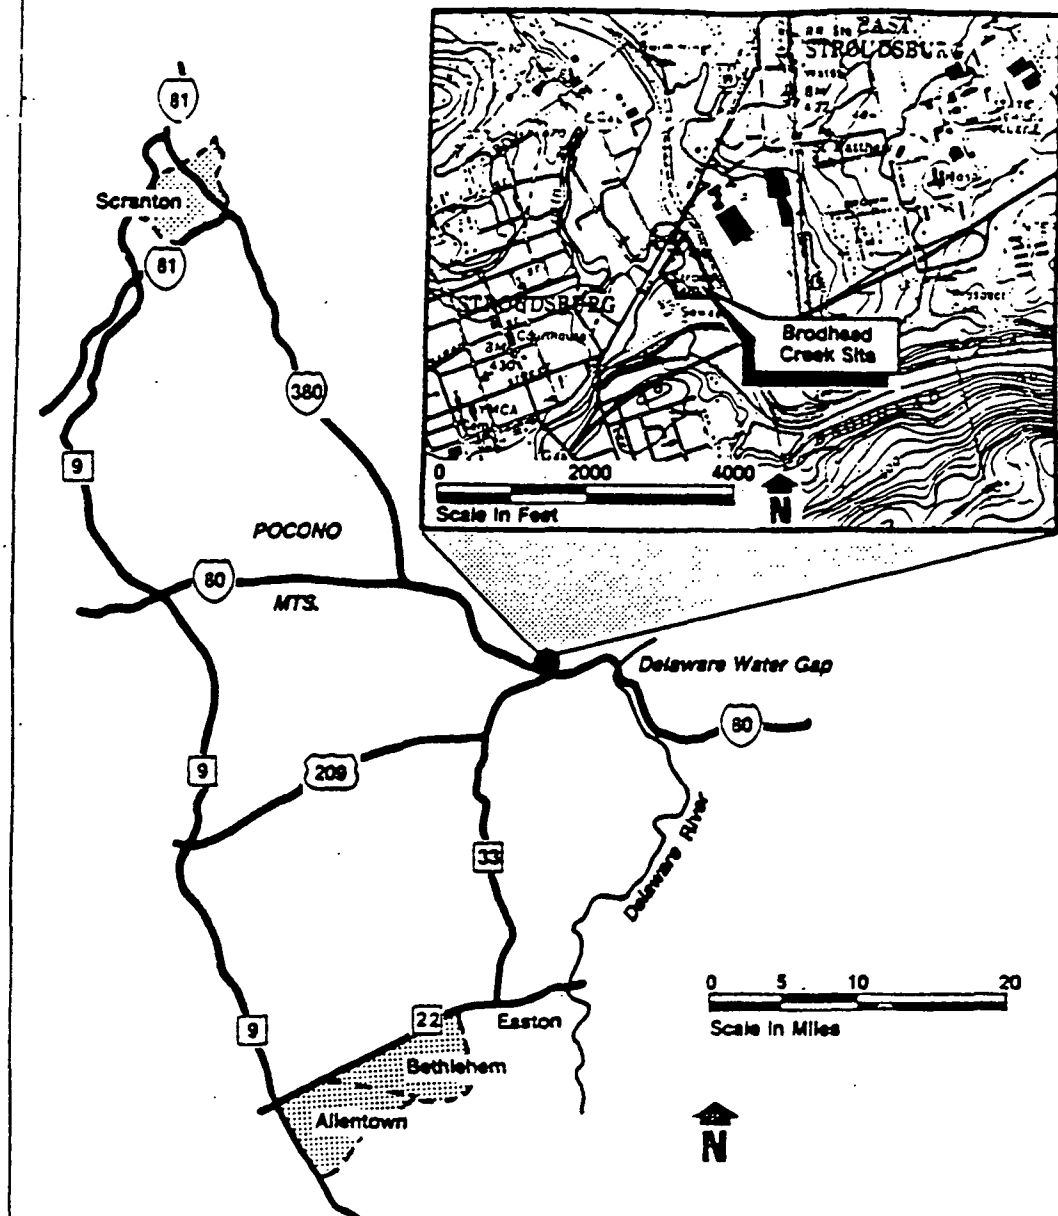 EAST
STROUDSBURG
81
Scranton
81
STROUDSBURG
Brodhead
Creek Site
380
YMCA
BRODHEAD
9
0 2000 4000
Scale in Feet
N
POCONO
80
MTS.
Delaware Water Gap
80
9
209
33
Delaware River
0 5 10 20
Scale in Miles
22
Easton
9
Bethlehem
Allentown
N